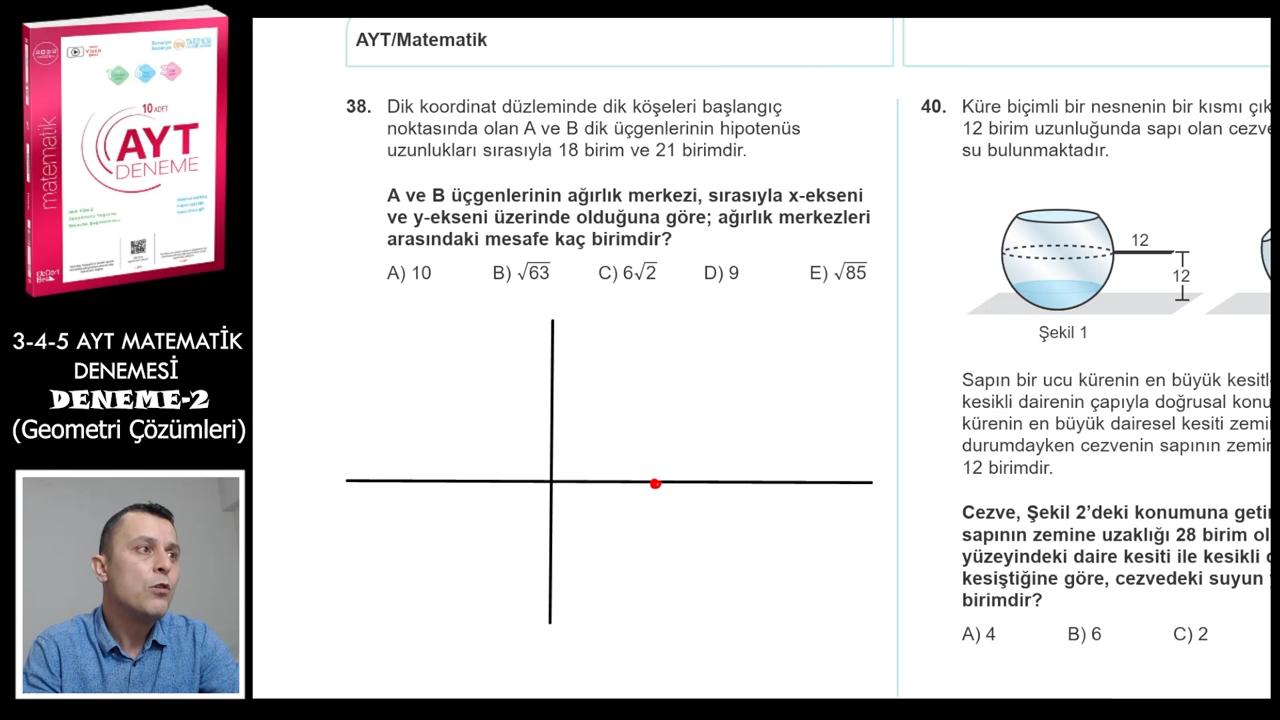 matematik
10 ADET
AYT
DENEME
3-4-5 AYT MATEMATİK
DENEMESİ
DENEME-2
(Geometri Çözümleri)
AYT/Matematik
38. Dik koordinat düzleminde dik köşeleri başlangıç
noktasında olan A ve B dik üçgenlerinin hipotenüs
uzunlukları sırasıyla 18 birim ve 21 birimdir.
A ve B üçgenlerinin ağırlık merkezi, sırasıyla x-ekseni
ve y-ekseni üzerinde olduğuna göre; ağırlık merkezleri
arasındaki mesafe kaç birimdir?
A) 10 B) √63 C) 6√2 D) 9 E) √85
40. Küre biçimli bir nesnenin bir kısmı çık
12 birim uzunluğunda sapı olan cezve
su bulunmaktadır.
12
12
Şekil 1
Sapın bir ucu kürenin en büyük kesitl
kesikli dairenin çapıyla doğrusal konu
kürenin en büyük dairesel kesiti zemi
durumdayken cezvenin sapının zemir
12 birimdir.
Cezve, Şekil 2’deki konumuna getir
sapının zemine uzaklığı 28 birim ol
yüzeyindeki daire kesiti ile kesikli
kesiştiğine göre, cezvedeki suyun
birimdir?
A) 4 B) 6 C) 2